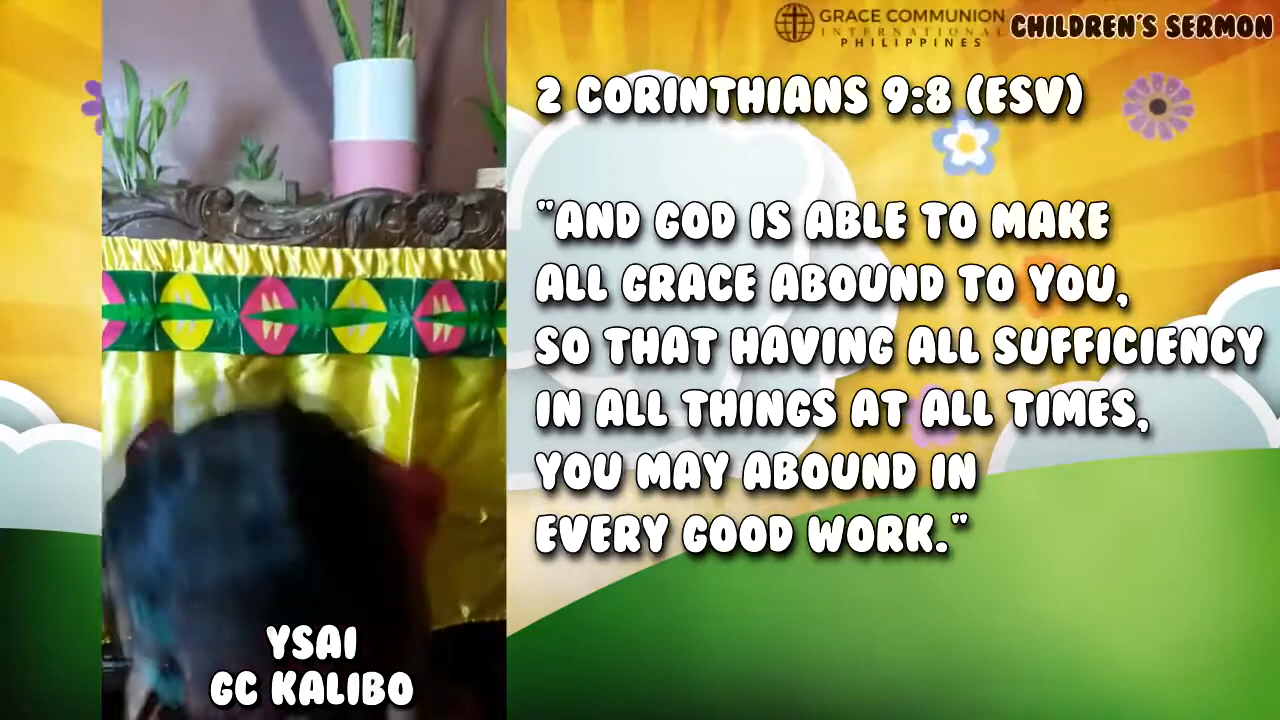 GRACE COMMUNION
INTERNATIONAL
PHILIPPINES
CHILDREN'S SERMON
2 CORINTHIANS 9:8 (ESV)
"AND GOD IS ABLE TO MAKE
ALL GRACE ABOUND TO YOU,
SO THAT HAVING ALL SUFFICIENCY
IN ALL THINGS AT ALL TIMES,
YOU MAY ABOUND IN
EVERY GOOD WORK."
YSAI
GC KALIBO